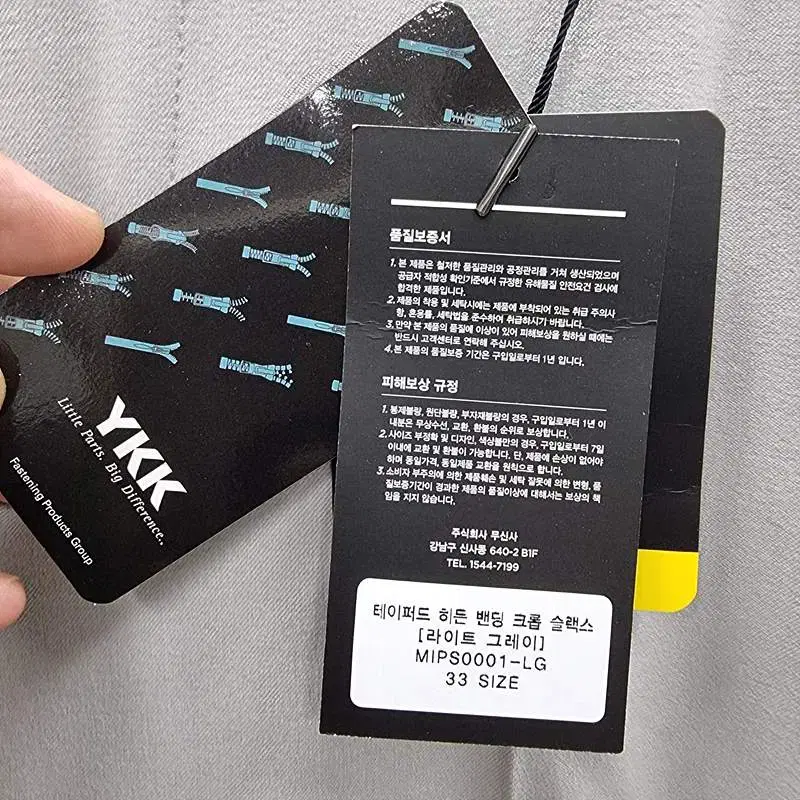 YKK
Little Parts. Big Difference..
Fastening Products Group
품질보증서
1. 본 제품은 철저한 품질관리와 공정관리를 거쳐 생산되었으며
공급자 적합성 확인기준에서 규정한 유해물질 안전요건 검사에
합격한 제품입니다.
2. 제품의 착용 및 세탁시에는 제품에 부착되어 있는 취급 주의사
항, 혼용률, 세탁법을 준수하여 취급하시기 바랍니다.
3. 만약 본 제품의 품질에 이상이 있어 피해보상을 원하실 때에는
반드시 고객센터로 연락해 주십시오.
4. 본 제품의 품질보증 기간은 구입일로부터 1년 입니다.
피해보상 규정
1. 봉제불량, 원단불량, 부자재불량의 경우, 구입일로부터 1년 이
내분은 무상수선, 교환, 환불의 순위로 보상합니다.
2. 사이즈 부정확 및 디자인, 색상불만의 경우, 구입일로부터 7일
이내에 교환 및 환불이 가능합니다. 단, 제품에 손상이 없어야
하며 동일가격, 동일제품 교환을 원칙으로 합니다.
3. 소비자 부주의에 의한 제품훼손 및 세탁 잘못에 의한 변형, 품
질보증기간이 경과한 제품의 품질이상에 대해서는 보상의 책
임을 지지 않습니다.
주식회사 무신사
강남구 신사동 640-2 B1F
TEL. 1544-7199
테이퍼드 히든 밴딩 크롭 슬랙스
[라이트 그레이]
MIPS0001-LG
33 SIZE